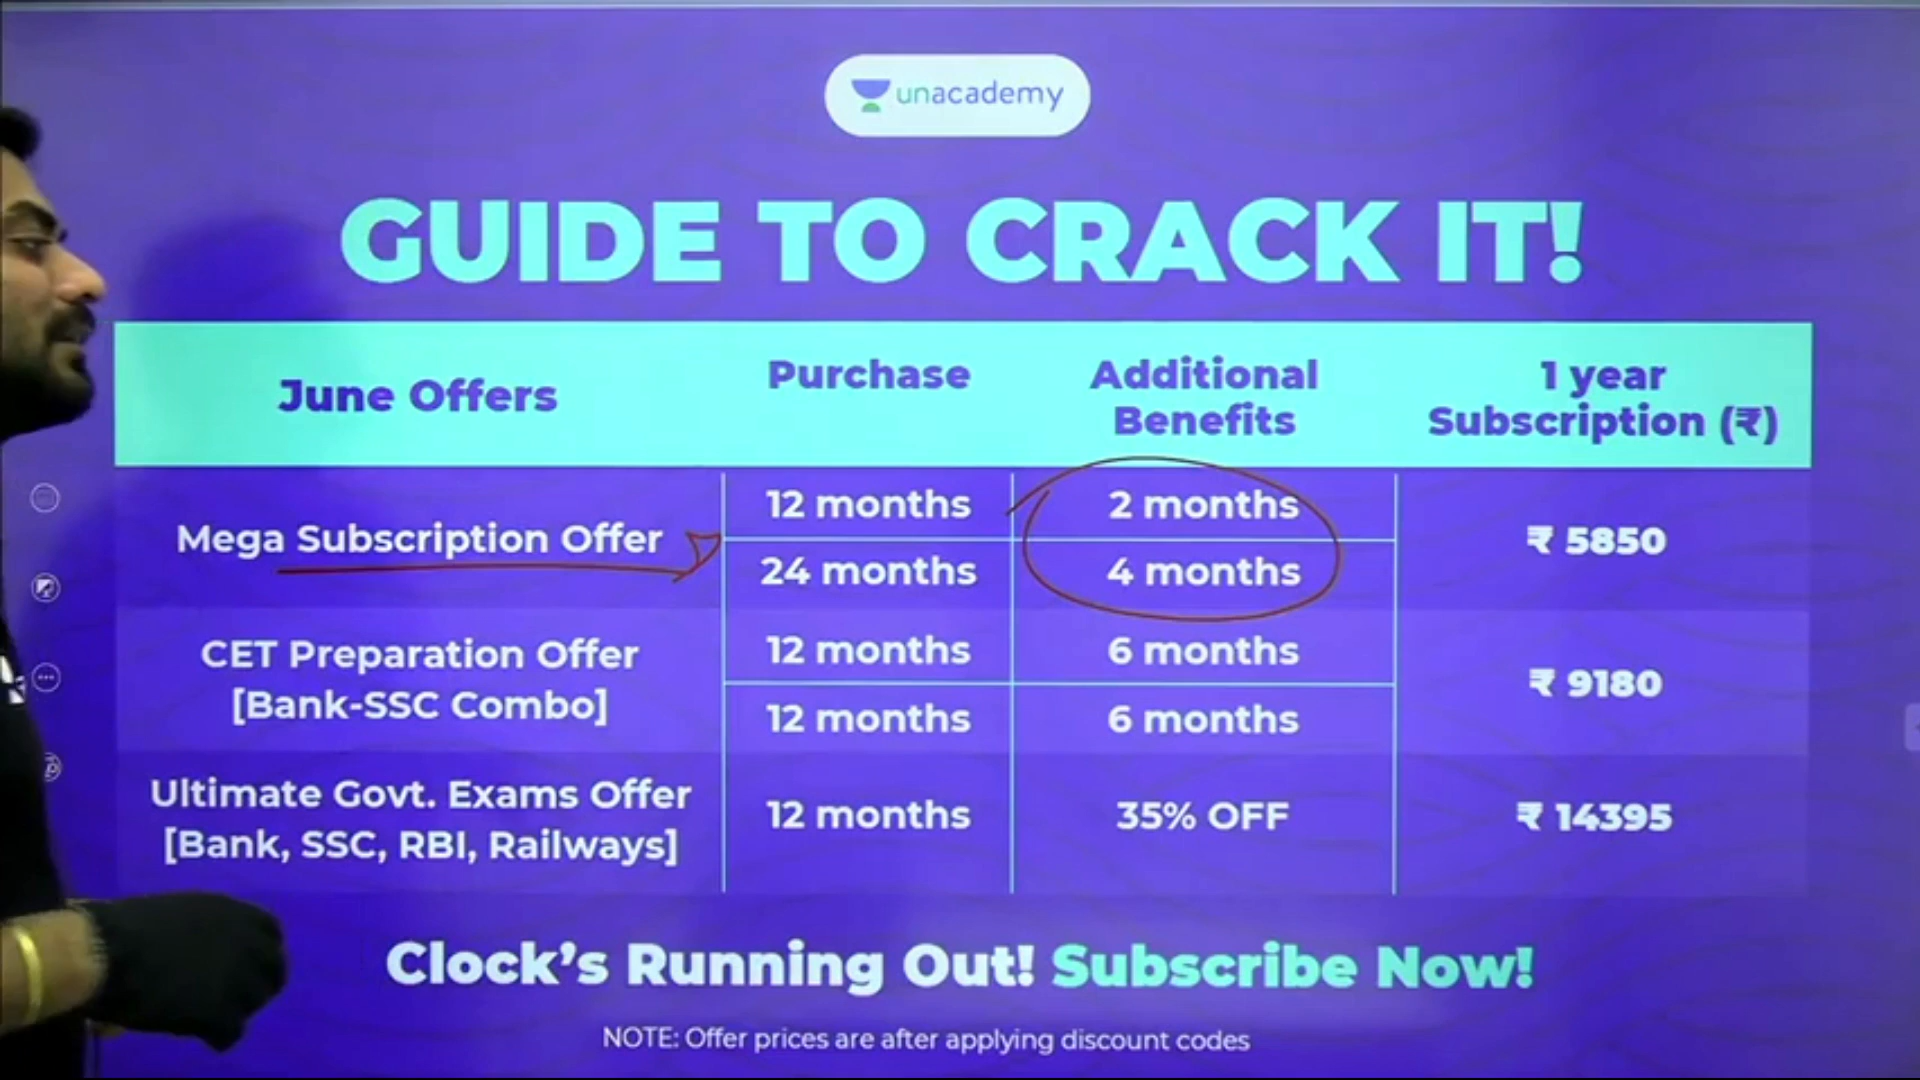 unacademy
GUIDE TO CRACK IT!
June Offers
Purchase
Additional
Benefits
1 year
Subscription (₹)
Mega Subscription Offer
12 months
2 months
24 months
4 months
₹ 5850
CET Preparation Offer
[Bank-SSC Combo]
12 months
6 months
12 months
6 months
₹ 9180
Ultimate Govt. Exams Offer
[Bank, SSC, RBI, Railways]
12 months
35% OFF
₹ 14395
Clock's Running Out! Subscribe Now!
NOTE: Offer prices are after applying discount codes